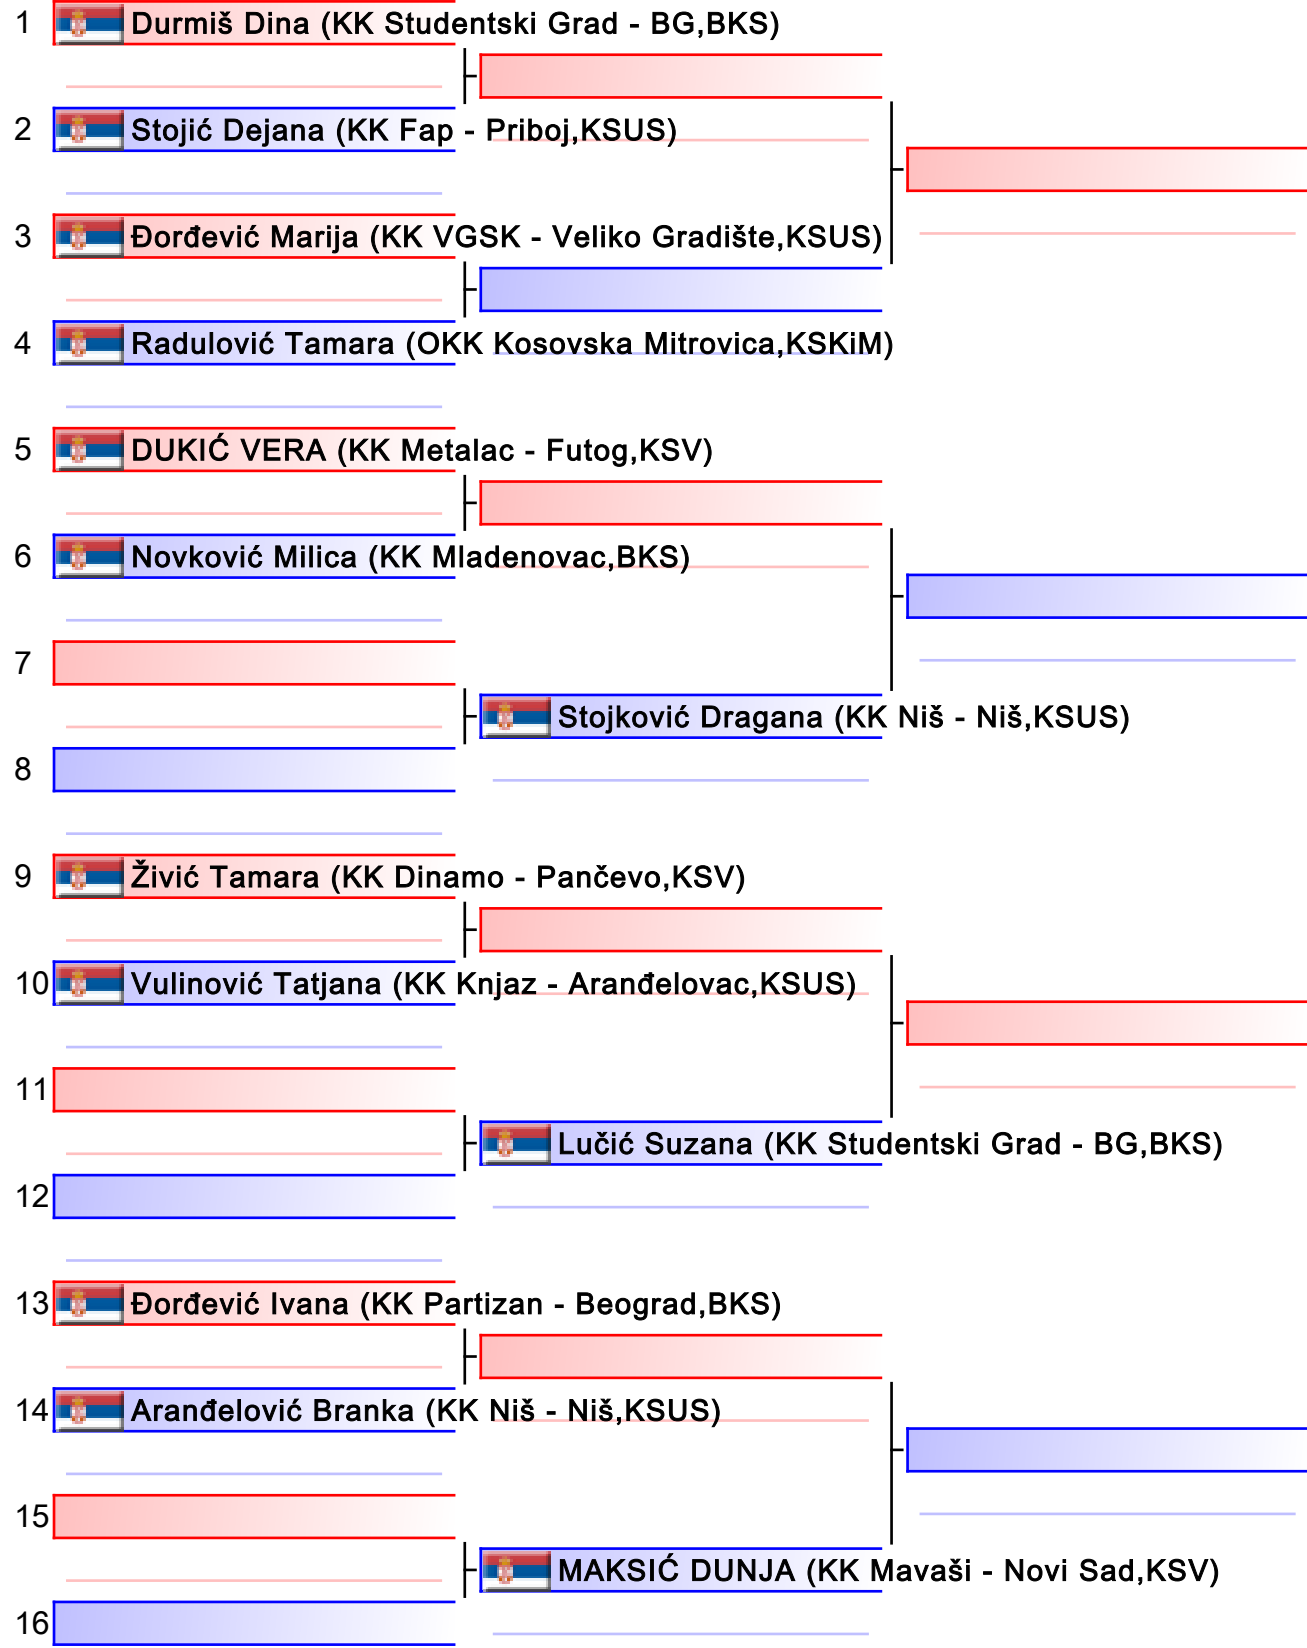 1 Durmiš Dina (KK Studentski Grad - BG,BKS)
2 Stojić Dejana (KK Fap - Priboj,KSUS)
3 Đorđević Marija (KK VGSK - Veliko Gradište,KSUS)
4 Radulović Tamara (OKK Kosovska Mitrovica,KSKiM)
5 DUKIĆ VERA (KK Metalac - Futog,KSV)
6 Novković Milica (KK Mladenovac,BKS)
7
Stojković Dragana (KK Niš - Niš,KSUS)
8
9 Živić Tamara (KK Dinamo - Pančevo,KSV)
10 Vulinović Tatjana (KK Knjaz - Aranđelovac,KSUS)
11
Lučić Suzana (KK Studentski Grad - BG,BKS)
12
13 Đorđević Ivana (KK Partizan - Beograd,BKS)
14 Aranđelović Branka (KK Niš - Niš,KSUS)
15
MAKSIĆ DUNJA (KK Mavaši - Novi Sad,KSV)
16